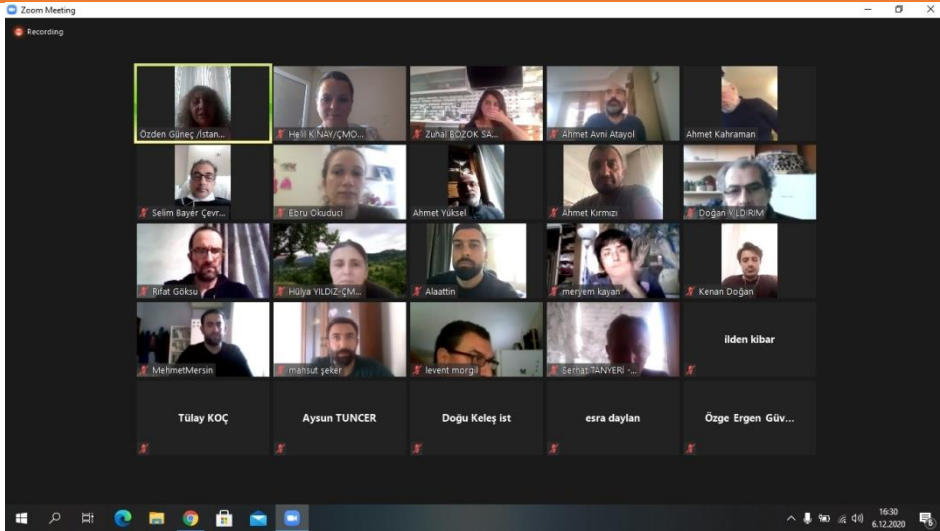 Zoom Meeting
Recording
Özden Güneç /İstan...
Helil KINAY/ÇMO...
Zuhal BOZOK SA...
Ahmet Avni Atayol
Ahmet Kahraman
Selim Bayer Çevr...
Ebru Okuduci
Ahmet Yüksel
Ahmet Kırmızı
Doğan YILDIRIM
Rıfat Göksu
Hülya YILDIZ-ÇM...
Alaattin
meryem kayan
Kenan Doğan
MehmetMersin
mahsut şeker
levent morgil
Serhat TANYERİ -...
ilden kibar
Tülay KOÇ
Aysun TUNCER
Doğu Keleş ist
esra daylan
Özge Ergen Güv...
16:30
6.12.2020